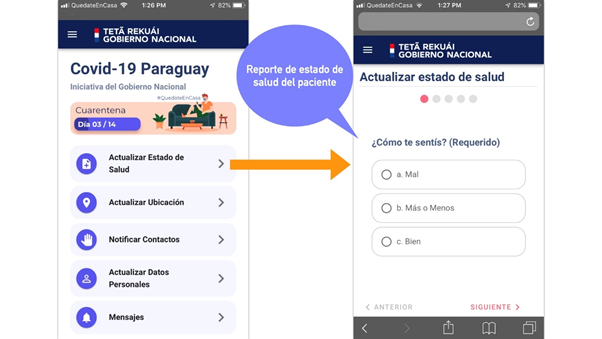 QuedateEnCasa
1:26 PM
82%
TETÃ REKUÁI
GOBIERNO NACIONAL
Covid-19 Paraguay
Iniciativa del Gobierno Nacional
#QuedateEnCasa
Cuarentena
Día 03 / 14
Actualizar Estado de
Salud
Actualizar Ubicación
Notificar Contactos
Actualizar Datos
Personales
Mensajes
Reporte de estado de
salud del paciente
QuedateEnCasa
1:27 PM
82%
TETÃ REKUÁI
GOBIERNO NACIONAL
Actualizar estado de salud
¿Cómo te sentís? (Requerido)
a. Mal
b. Más o Menos
c. Bien
ANTERIOR
SIGUIENTE